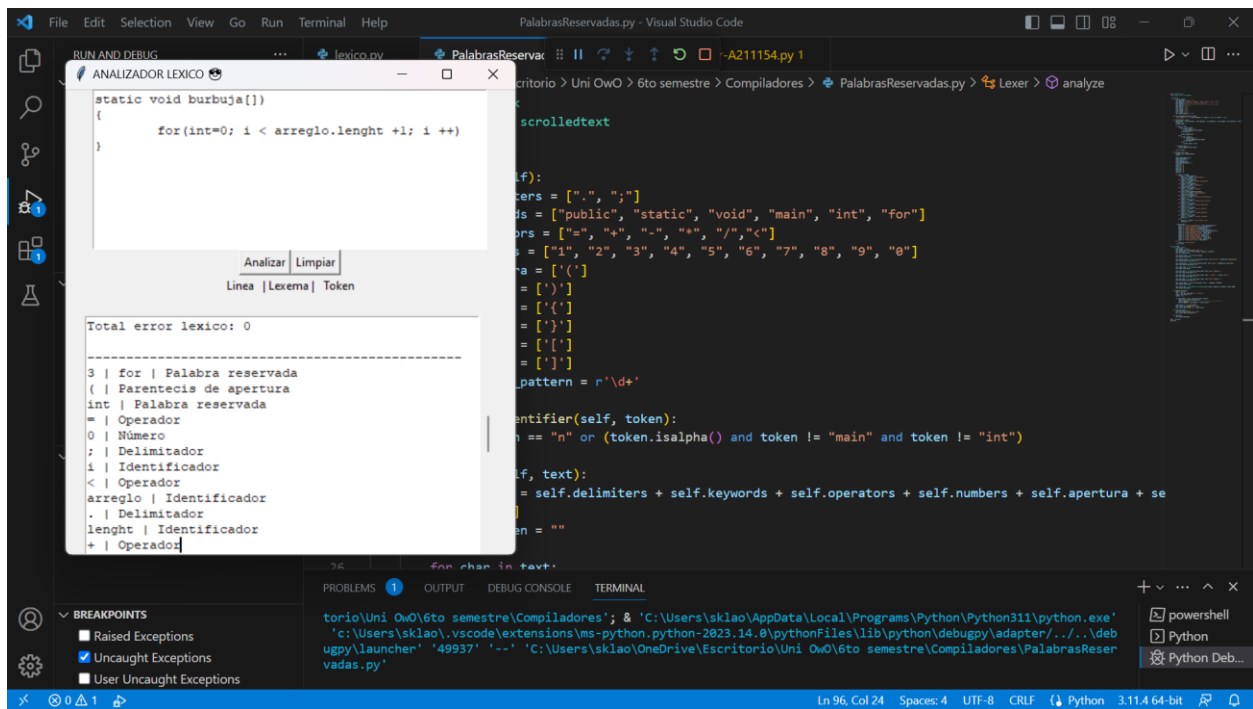 File Edit Selection View Go Run Terminal Help PalabrasReservadas.py - Visual Studio Code
RUN AND DEBUG ... lexico.py PalabrasReservad -A211154.py 1
ANALIZADOR LEXICO 😎
critorio > Uni OwO > 6to semestre > Compiladores > PalabrasReservadas.py > Lexer > analyze
static void burbuja[])
{
for(int=0; i < arreglo.lenght +1; i ++)
}
Analizar Limpiar
Linea |Lexema| Token
Total error lexico: 0
------------------------------------------------
3 | for | Palabra reservada
( | Parentecis de apertura
int | Palabra reservada
= | Operador
0 | Número
; | Delimitador
i | Identificador
< | Operador
arreglo | Identificador
. | Delimitador
lenght | Identificador
+ | Operador
scrolledtext
lf):
ters = [".", ";"]
ds = ["public", "static", "void", "main", "int", "for"]
ors = ["=", "+", "-", "*", "/","<"]
s = ["1", "2", "3", "4", "5", "6", "7", "8", "9", "0"]
ra = ['(']
= [')']
= ['{']
= ['}']
= ['[']
= [']']
_pattern = r'\d+'
entifier(self, token):
n == "n" or (token.isalpha() and token != "main" and token != "int")
lf, text):
= self.delimiters + self.keywords + self.operators + self.numbers + self.apertura + se
]
en = ""
26 for char in text:
PROBLEMS 1 OUTPUT DEBUG CONSOLE TERMINAL
torio\Uni OwO\6to semestre\Compiladores'; & 'C:\Users\sklao\AppData\Local\Programs\Python\Python311\python.exe'
'c:\Users\sklao\.vscode\extensions\ms-python.python-2023.14.0\pythonFiles\lib\python\debugpy\adapter/../..\deb
ugpy\launcher' '49937' '--' 'C:\Users\sklao\OneDrive\Escritorio\Uni OwO\6to semestre\Compiladores\PalabrasReser
vadas.py'
powershell
Python
Python Deb...
BREAKPOINTS
Raised Exceptions
Uncaught Exceptions
User Uncaught Exceptions
0 1 Ln 96, Col 24 Spaces: 4 UTF-8 CRLF Python 3.11.4 64-bit